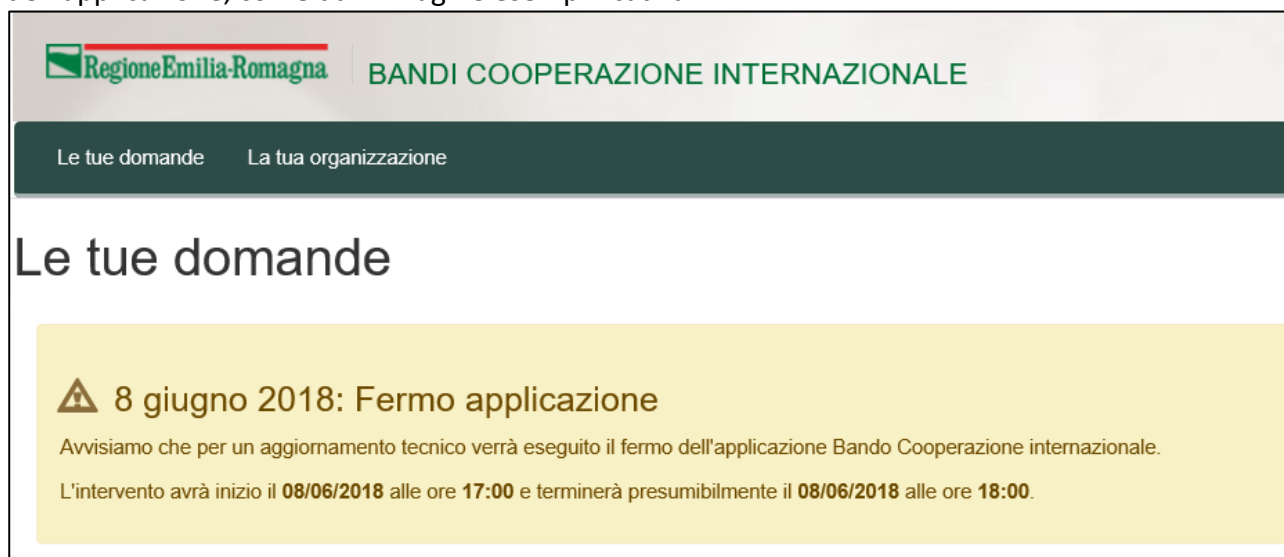 RegioneEmilia-Romagna
BANDI COOPERAZIONE INTERNAZIONALE
Le tue domande La tua organizzazione
Le tue domande
8 giugno 2018: Fermo applicazione
Avvisiamo che per un aggiornamento tecnico verrà eseguito il fermo dell'applicazione Bando Cooperazione internazionale.
L'intervento avrà inizio il 08/06/2018 alle ore 17:00 e terminerà presumibilmente il 08/06/2018 alle ore 18:00.